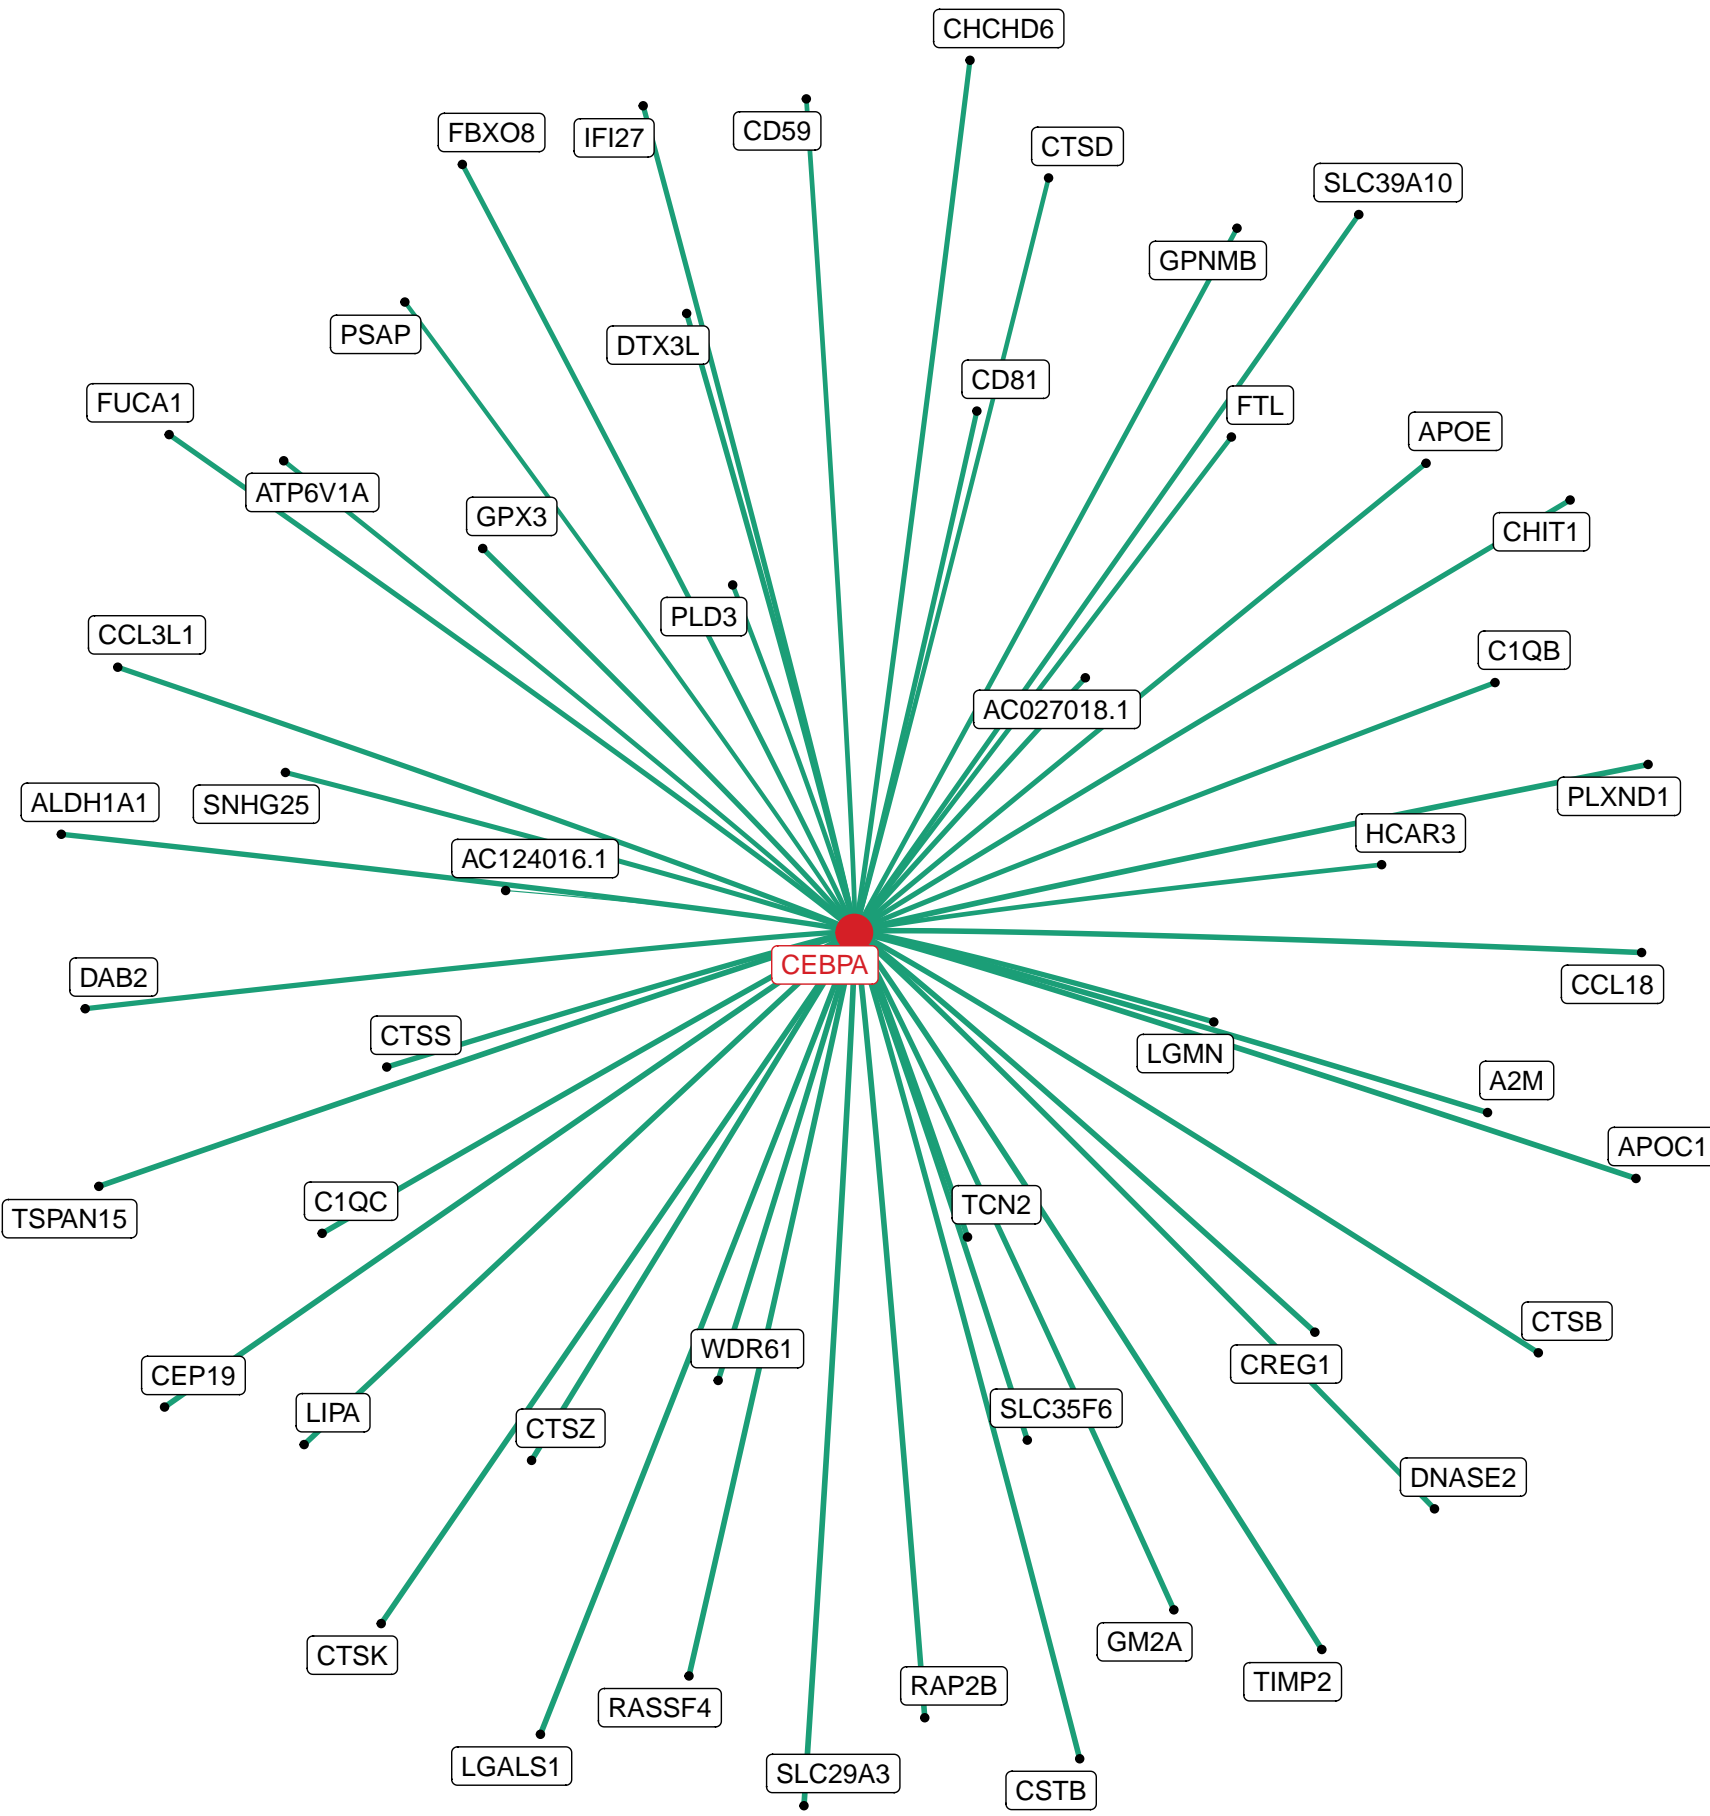 CHCHD6
FBXO8
IFI27
CD59
CTSD
SLC39A10
GPNMB
PSAP
DTX3L
CD81
FUCA1
FTL
APOE
ATP6V1A
GPX3
CHIT1
PLD3
CCL3L1
C1QB
AC027018.1
ALDH1A1
SNHG25
PLXND1
HCAR3
AC124016.1
CEBPA
DAB2
CCL18
CTSS
LGMN
A2M
APOC1
C1QC
TCN2
TSPAN15
CTSB
WDR61
CREG1
CEP19
LIPA
SLC35F6
CTSZ
DNASE2
GM2A
CTSK
TIMP2
RAP2B
RASSF4
LGALS1
SLC29A3
CSTB